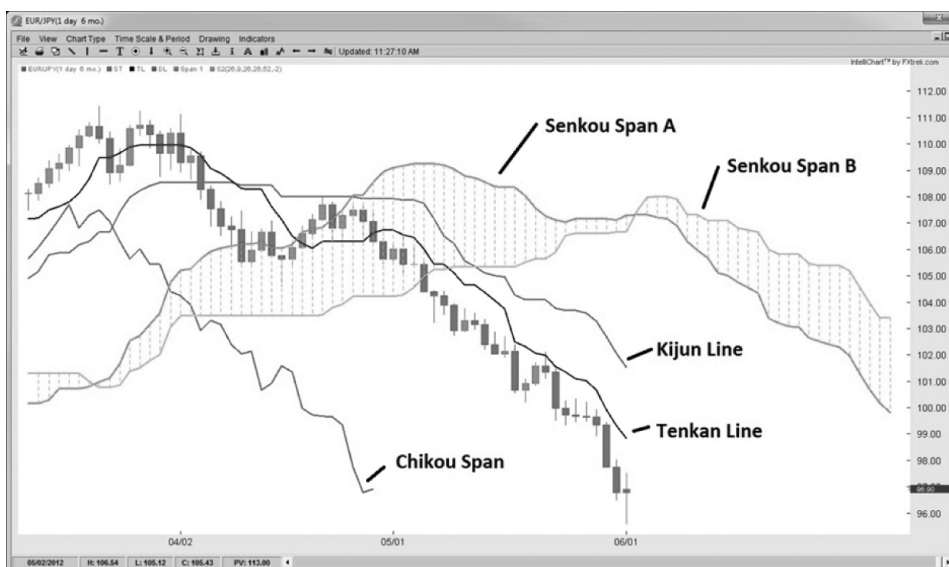 EUR/JPY(1 day 6 mo.)
File View Chart Type Time Scale & Period Drawing Indicators
Updated: 11:27:10 AM
EUR/JPY(1 day 6 mo.) ST TL DL Span 1 S2(26,9,26,26,52,-2)
IntelliChart™ by FXtrek.com
112.00
111.00
110.00
109.00
108.00
107.00
106.00
105.00
104.00
103.00
102.00
101.00
100.00
99.00
98.00
96.00
Senkou Span A
Senkou Span B
Kijun Line
Tenkan Line
Chikou Span
04/02 05/01 06/01
05/02/2012 H: 106.54 L: 105.12 C: 105.43 PV: 113.00